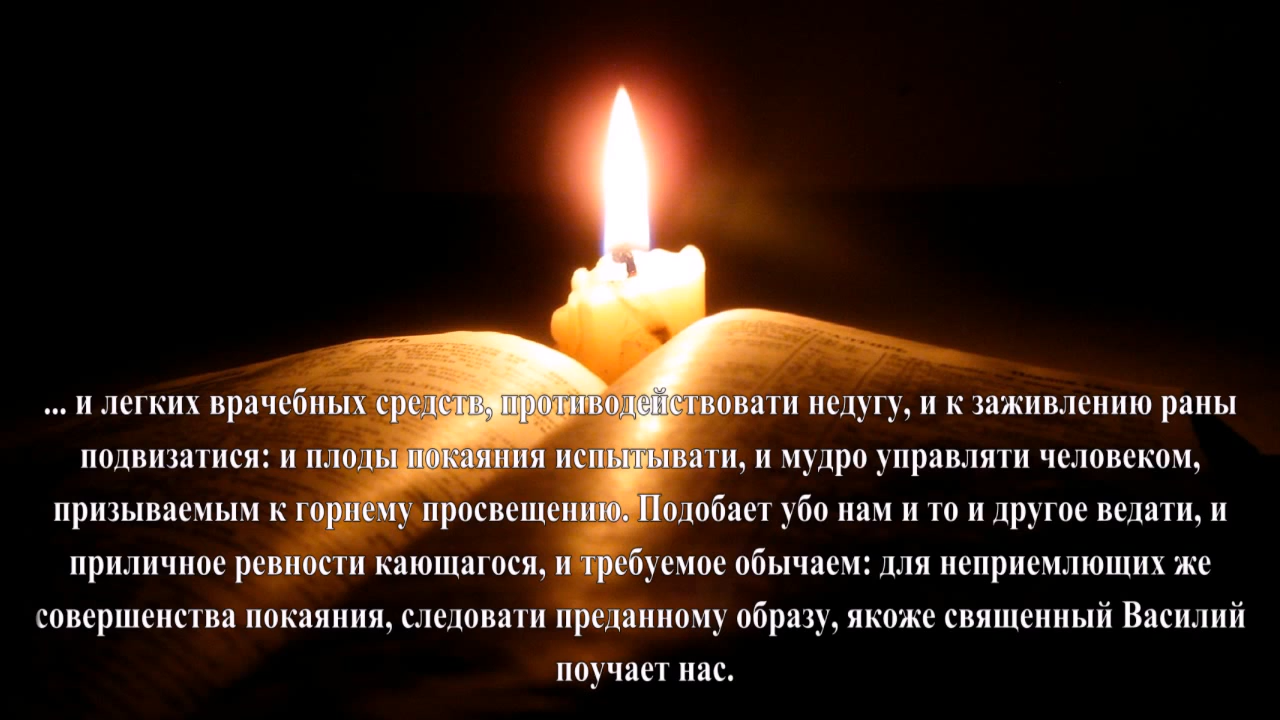 ... и легких врачебных средств, противодействовати недугу, и к заживлению раны
подвизатися: и плоды покаяния испытывати, и мудро управляти человеком,
призываемым к горнему просвещению. Подобает убо нам и то и другое ведати, и
приличное ревности кающагося, и требуемое обычаем: для неприемлющих же
совершенства покаяния, следовати преданному образу, якоже священный Василий
поучает нас.